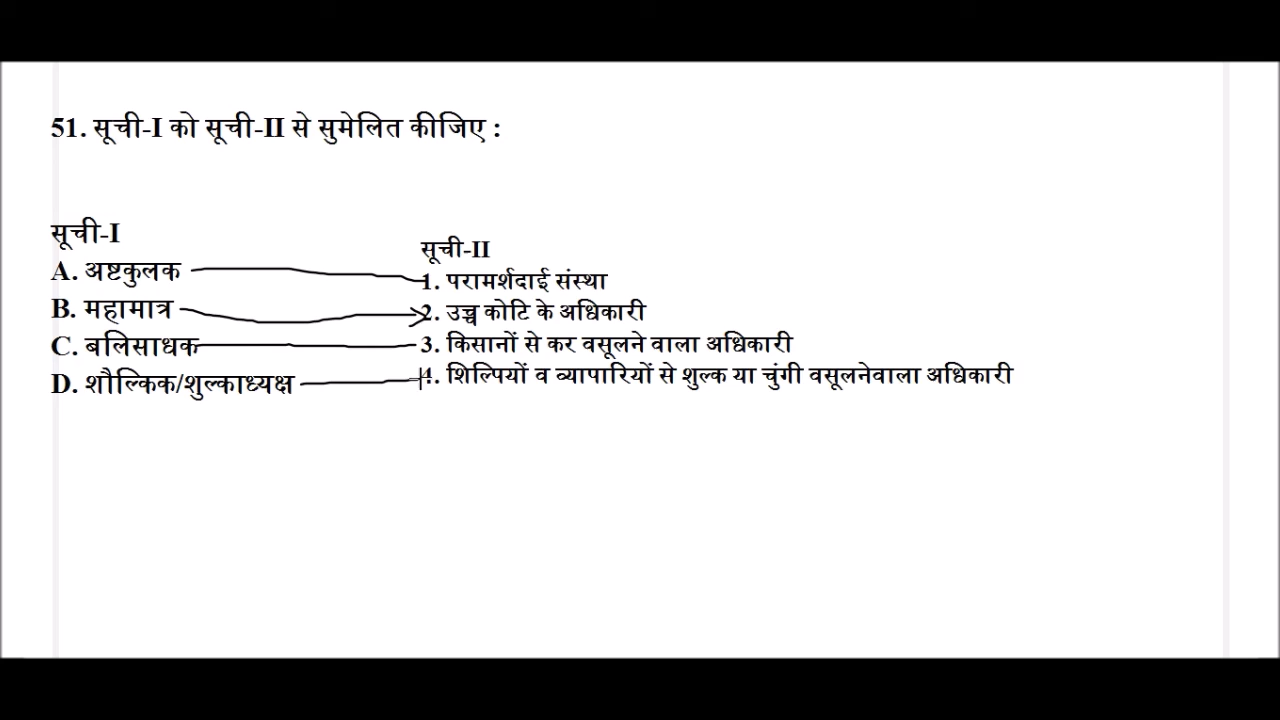 51. सूची-I को सूची-II से सुमेलित कीजिए :
सूची-I
A. अष्टकुलक
B. महामात्र
C. बलिसाधक
D. शौल्किक/शुल्काध्यक्ष
सूची-II
1. परामर्शदाई संस्था
2. उच्च कोटि के अधिकारी
3. किसानों से कर वसूलने वाला अधिकारी
4. शिल्पियों व व्यापारियों से शुल्क या चुंगी वसूलनेवाला अधिकारी